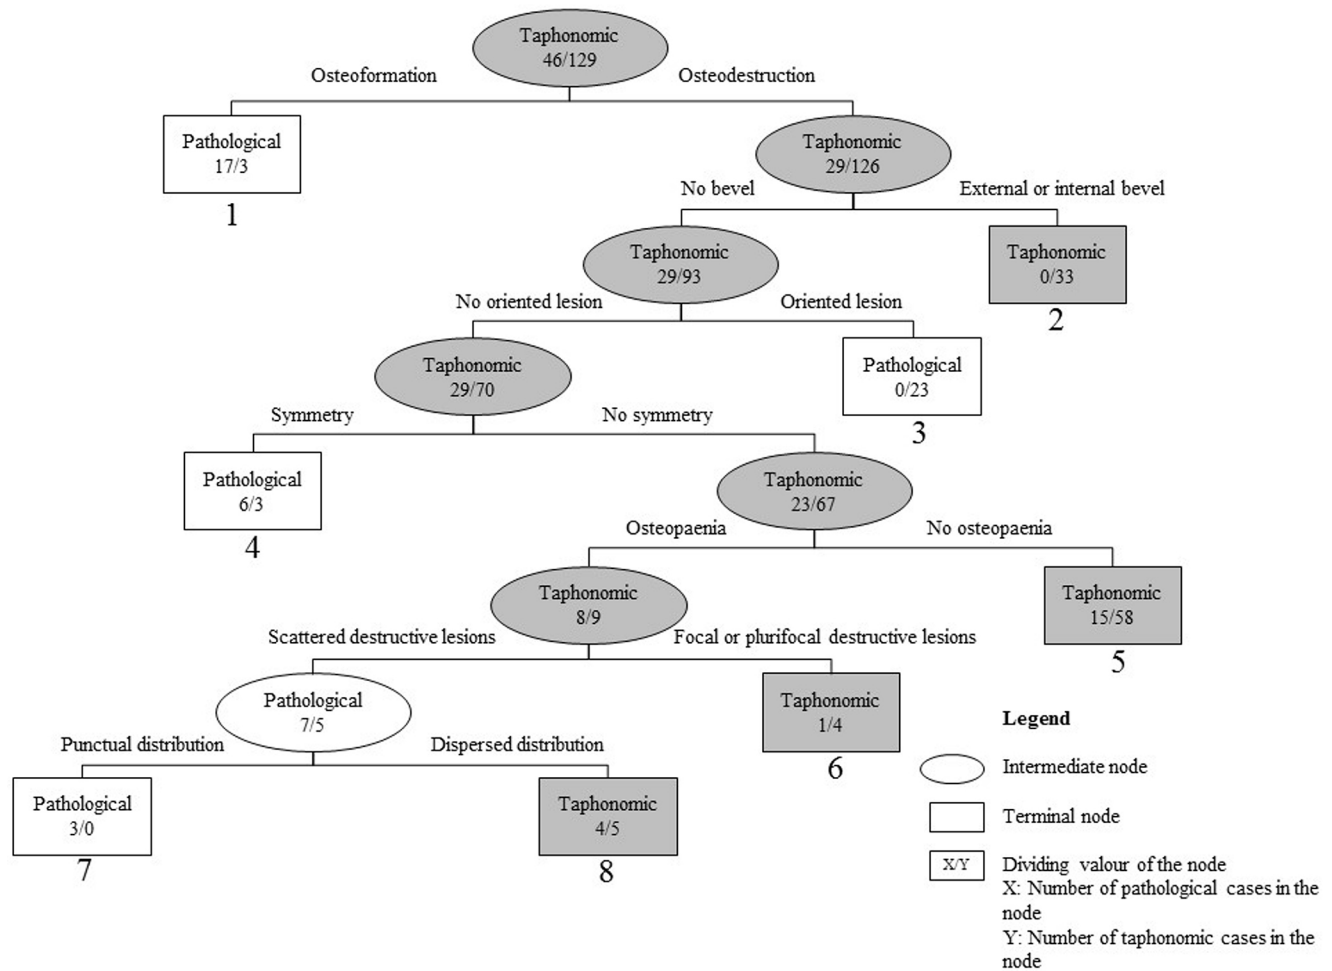 Taphonomic
46/129
Osteoformation
Osteodestruction
Pathological
17/3
1
Taphonomic
29/126
No bevel
External or internal bevel
Taphonomic
29/93
Taphonomic
0/33
2
No oriented lesion
Oriented lesion
Taphonomic
29/70
Pathological
0/23
3
Symmetry
No symmetry
Pathological
6/3
4
Taphonomic
23/67
Osteopaenia
No osteopaenia
Taphonomic
8/9
Taphonomic
15/58
5
Scattered destructive lesions
Focal or plurifocal destructive lesions
Pathological
7/5
Taphonomic
1/4
6
Punctual distribution
Dispersed distribution
Pathological
3/0
7
Taphonomic
4/5
8
Legend
Intermediate node
Terminal node
X/Y
Dividing valour of the node
X: Number of pathological cases in the
node
Y: Number of taphonomic cases in the
node